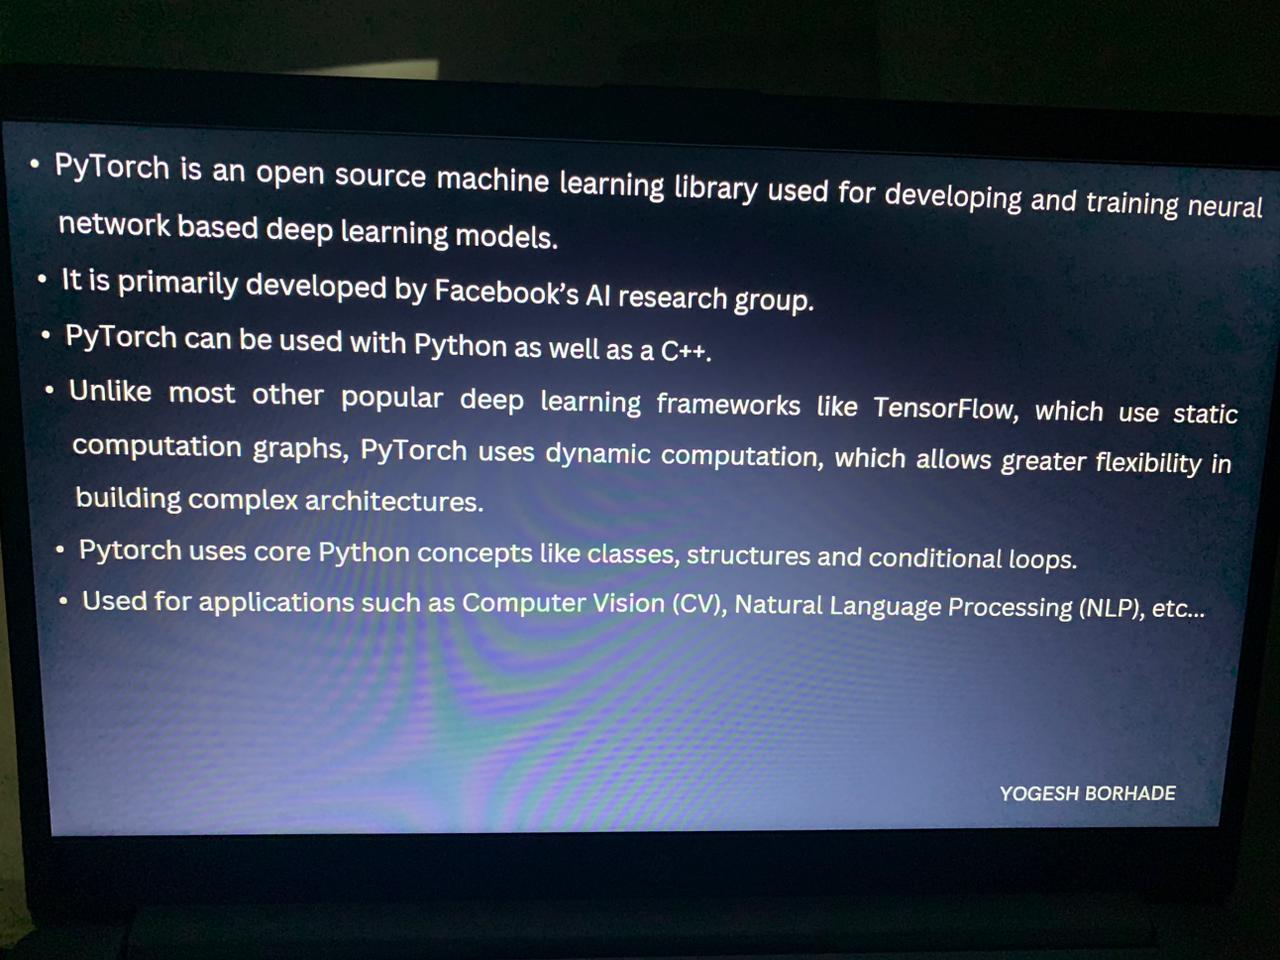 • PyTorch is an open source machine learning library used for developing and training neural
network based deep learning models.
• It is primarily developed by Facebook’s AI research group.
• PyTorch can be used with Python as well as a C++.
• Unlike most other popular deep learning frameworks like TensorFlow, which use static
computation graphs, PyTorch uses dynamic computation, which allows greater flexibility in
building complex architectures.
• Pytorch uses core Python concepts like classes, structures and conditional loops.
• Used for applications such as Computer Vision (CV), Natural Language Processing (NLP), etc...
YOGESH BORHADE